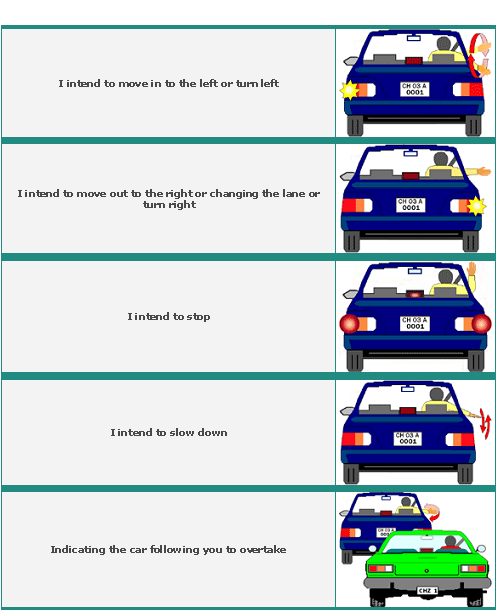 I intend to move in to the left or turn left
CH 03 A
0001
I intend to move out to the right or changing the lane or
turn right
CH 03 A
0001
I intend to stop
CH 03 A
0001
I intend to slow down
CH 03 A
0001
Indicating the car following you to overtake
CH 03 A
CHZ 1